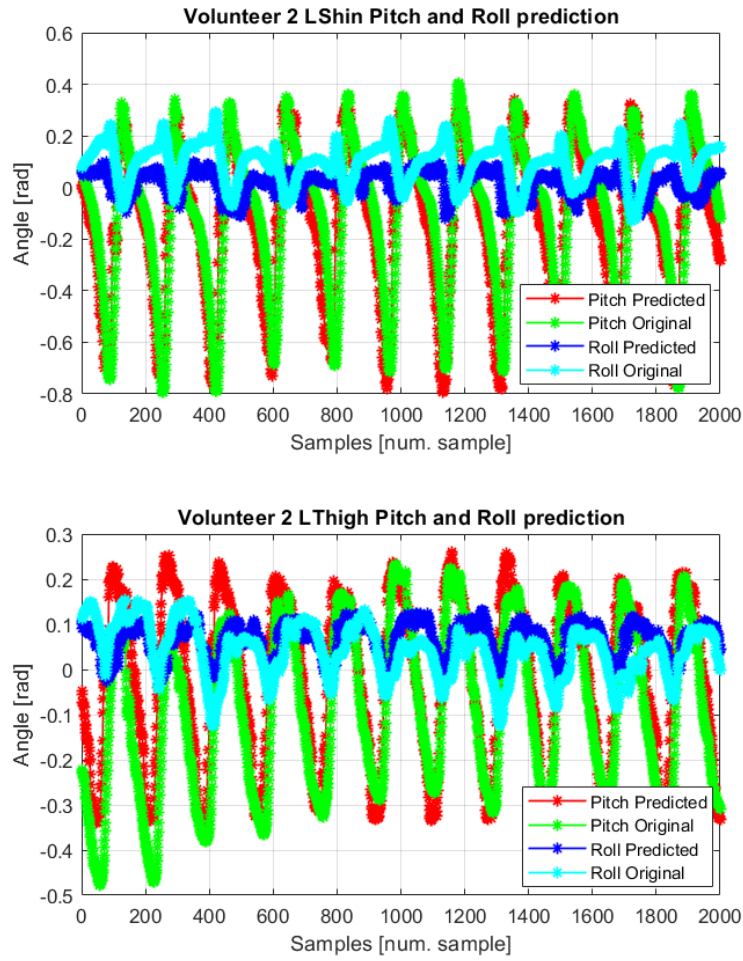 Volunteer 2 LShin Pitch and Roll prediction
0.6
0.4
0.2
0
-0.2
-0.4
-0.6
-0.8
Angle [rad]
Pitch Predicted
Pitch Original
Roll Predicted
Roll Original
0 200 400 600 800 1000 1200 1400 1600 1800 2000
Samples [num. sample]
Volunteer 2 LThigh Pitch and Roll prediction
0.3
0.2
0.1
0
-0.1
-0.2
-0.3
-0.4
-0.5
Angle [rad]
Pitch Predicted
Pitch Original
Roll Predicted
Roll Original
0 200 400 600 800 1000 1200 1400 1600 1800 2000
Samples [num. sample]